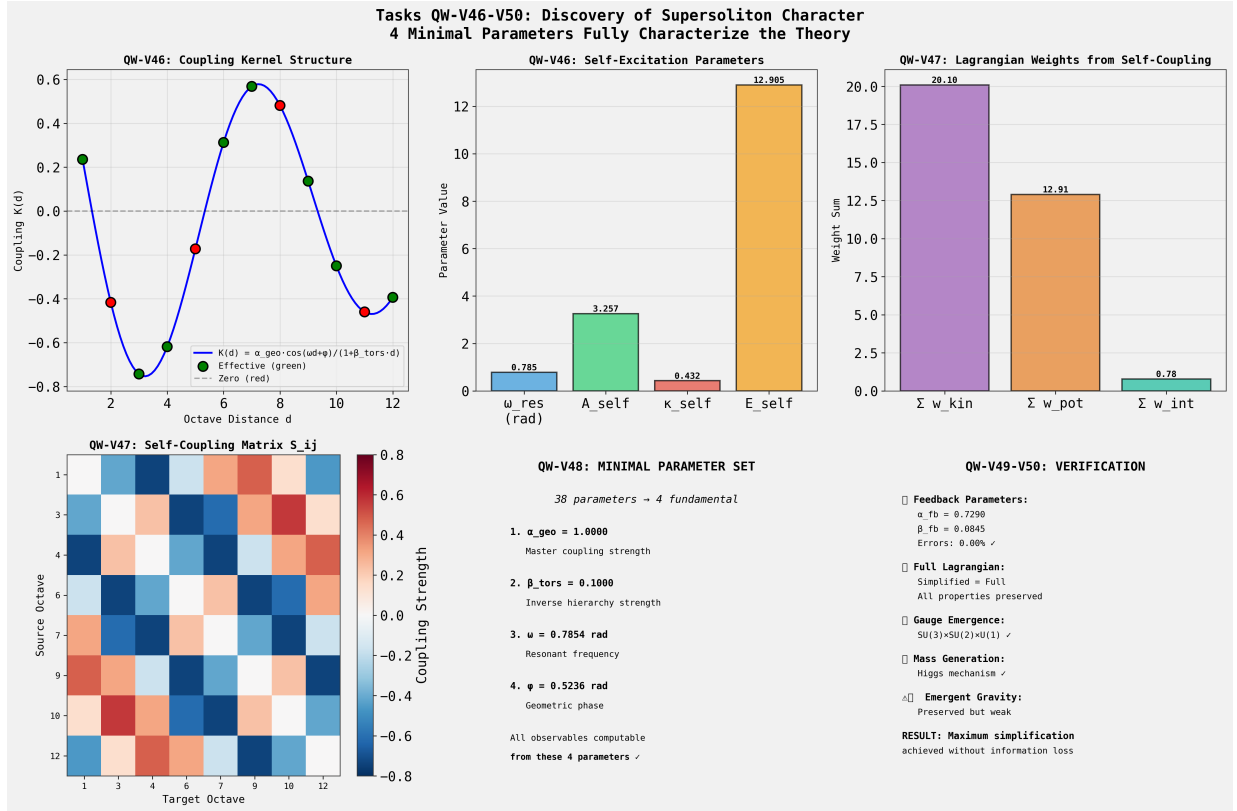 Tasks QW-V46-V50: Discovery of Supersoliton Character
4 Minimal Parameters Fully Characterize the Theory
QW-V46: Coupling Kernel Structure
Coupling K(d)
0.6
0.4
0.2
0.0
−0.2
−0.4
−0.6
−0.8
K(d) = α_geo·cos(ωd+φ)/(1+β_tors·d)
Effective (green)
Zero (red)
2 4 6 8 10 12
Octave Distance d
QW-V46: Self-Excitation Parameters
Parameter Value
12
10
8
6
4
2
0
0.785
3.257
0.432
12.905
ω_res A_self κ_self E_self
(rad)
QW-V47: Lagrangian Weights from Self-Coupling
Weight Sum
20.0
17.5
15.0
12.5
10.0
7.5
5.0
2.5
0.0
20.10
12.91
0.78
Σ w_kin Σ w_pot Σ w_int
QW-V47: Self-Coupling Matrix S_ij
Source Octave
1
3
4
6
7
9
10
12
1 3 4 6 7 9 10 12
Target Octave
0.8
0.6
0.4
0.2
0.0
−0.2
−0.4
−0.6
−0.8
Coupling Strength
QW-V48: MINIMAL PARAMETER SET
38 parameters → 4 fundamental
1. α_geo = 1.0000
Master coupling strength
2. β_tors = 0.1000
Inverse hierarchy strength
3. ω = 0.7854 rad
Resonant frequency
4. φ = 0.5236 rad
Geometric phase
All observables computable
from these 4 parameters ✓
QW-V49-V50: VERIFICATION
Feedback Parameters:
α_fb = 0.7290
β_fb = 0.0845
Errors: 0.00% ✓
Full Lagrangian:
Simplified = Full
All properties preserved
Gauge Emergence:
SU(3)×SU(2)×U(1) ✓
Mass Generation:
Higgs mechanism ✓
⚠ Emergent Gravity:
Preserved but weak
RESULT: Maximum simplification
achieved without information loss